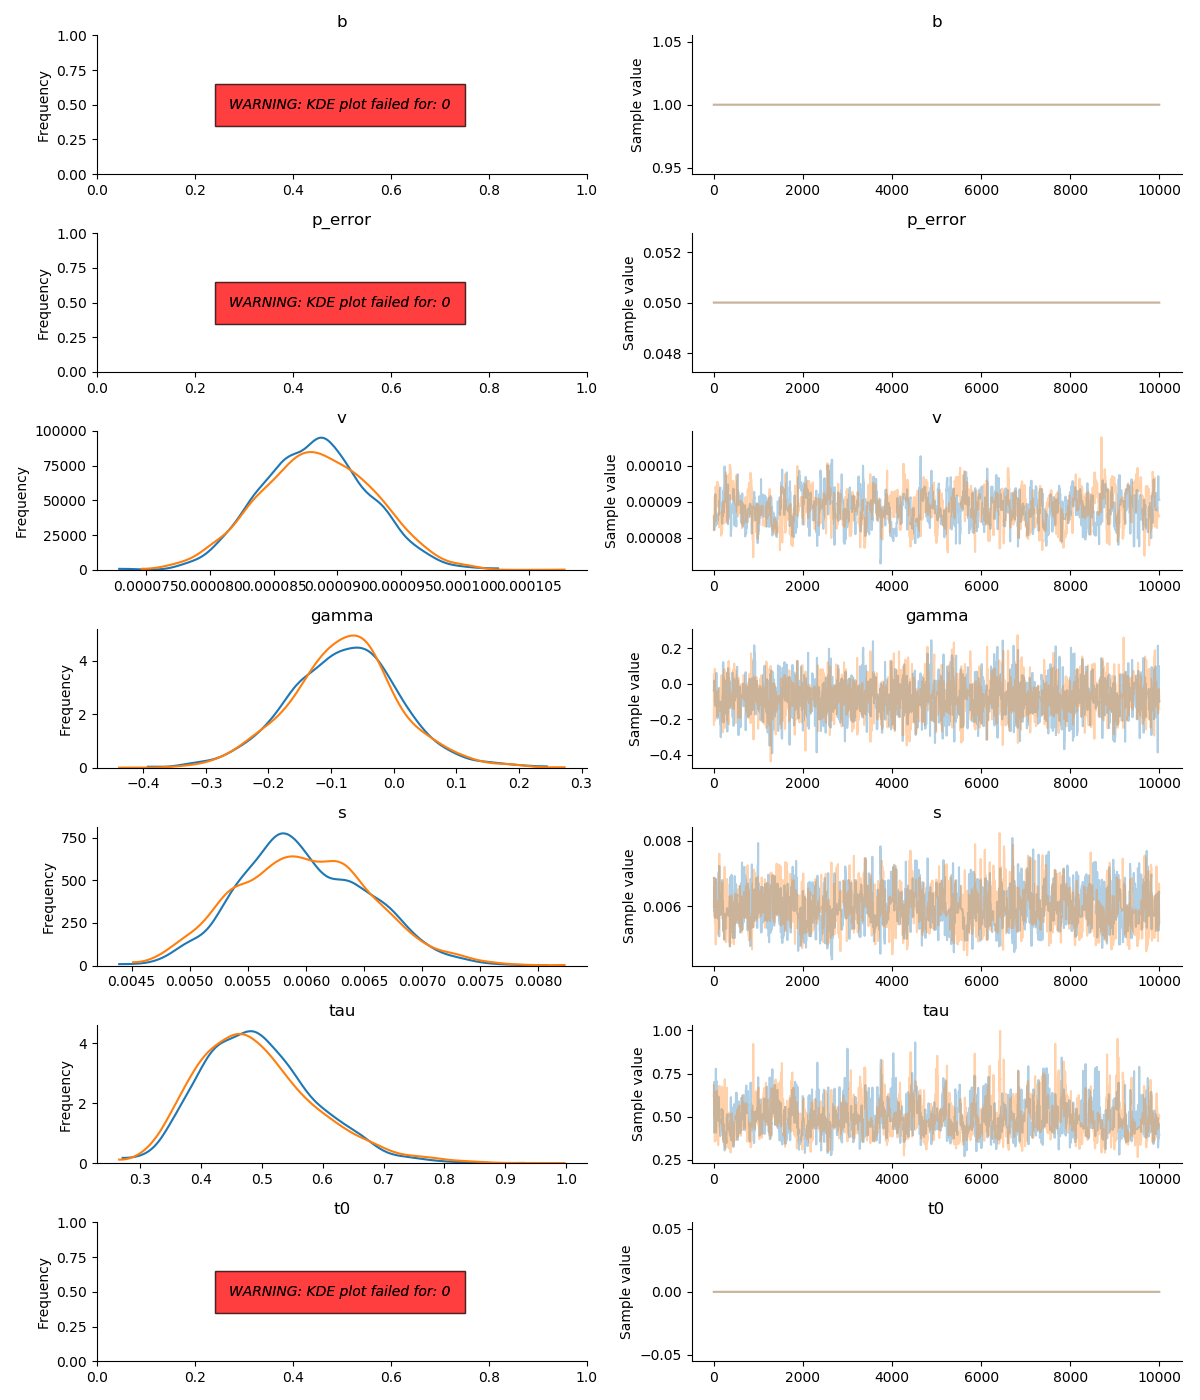 b
1.00
0.75
0.50
0.25
0.00
Frequency
WARNING: KDE plot failed for: 0
0.0 0.2 0.4 0.6 0.8 1.0
b
1.05
1.00
0.95
Sample value
0 2000 4000 6000 8000 10000
p_error
1.00
0.75
0.50
0.25
0.00
Frequency
WARNING: KDE plot failed for: 0
0.0 0.2 0.4 0.6 0.8 1.0
p_error
0.052
0.050
0.048
Sample value
0 2000 4000 6000 8000 10000
v
100000
75000
50000
25000
0
Frequency
0.000075 0.000080 0.000085 0.000090 0.000095 0.000100 0.000105
v
0.00010
0.00009
0.00008
Sample value
0 2000 4000 6000 8000 10000
gamma
4
2
0
Frequency
−0.4 −0.3 −0.2 −0.1 0.0 0.1 0.2 0.3
gamma
0.2
0.0
−0.2
−0.4
Sample value
0 2000 4000 6000 8000 10000
s
750
500
250
0
Frequency
0.0045 0.0050 0.0055 0.0060 0.0065 0.0070 0.0075 0.0080
s
0.008
0.006
Sample value
0 2000 4000 6000 8000 10000
tau
4
2
0
Frequency
0.3 0.4 0.5 0.6 0.7 0.8 0.9 1.0
tau
1.00
0.75
0.50
0.25
Sample value
0 2000 4000 6000 8000 10000
t0
1.00
0.75
0.50
0.25
0.00
Frequency
WARNING: KDE plot failed for: 0
0.0 0.2 0.4 0.6 0.8 1.0
t0
0.05
0.00
−0.05
Sample value
0 2000 4000 6000 8000 10000